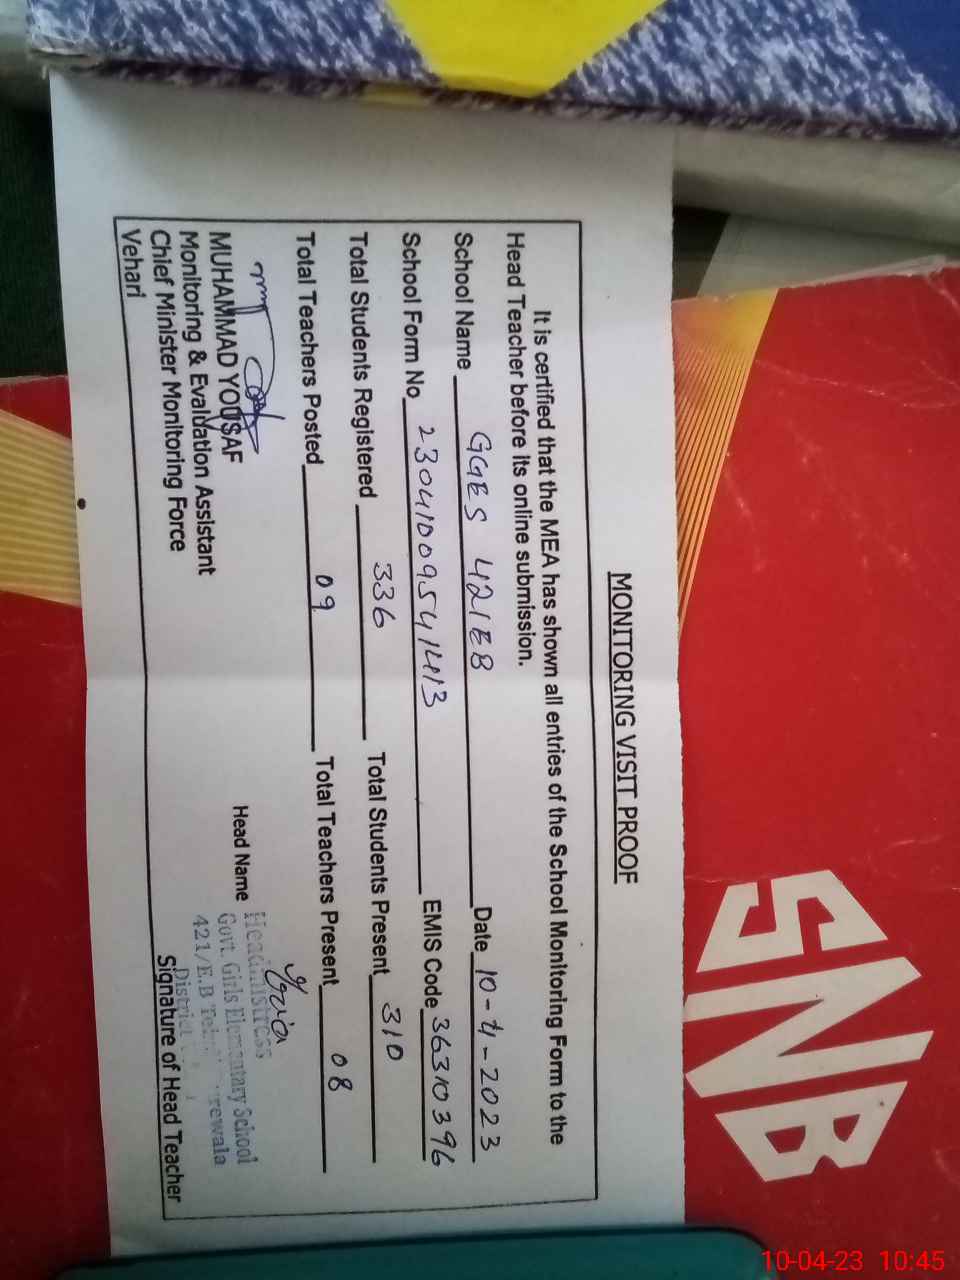 MONITORING VISIT PROOF
It is certified that the MEA has shown all entries of the School Monitoring Form to the
Head Teacher before its online submission.
School Name GGES 421EB Date 10-4-2023
School Form No 23041009541413 EMIS Code 36310396
Total Students Registered 336 Total Students Present 310
Total Teachers Posted 09 Total Teachers Present 08
MUHAMMAD YOUSAF
Monitoring & Evaluation Assistant
Chief Minister Monitoring Force
Vehari
Head Name
Headmistress
Govt. Girls Elementary School
421/E.B
District
Signature of Head Teacher
SNB
10-04-23 10:45